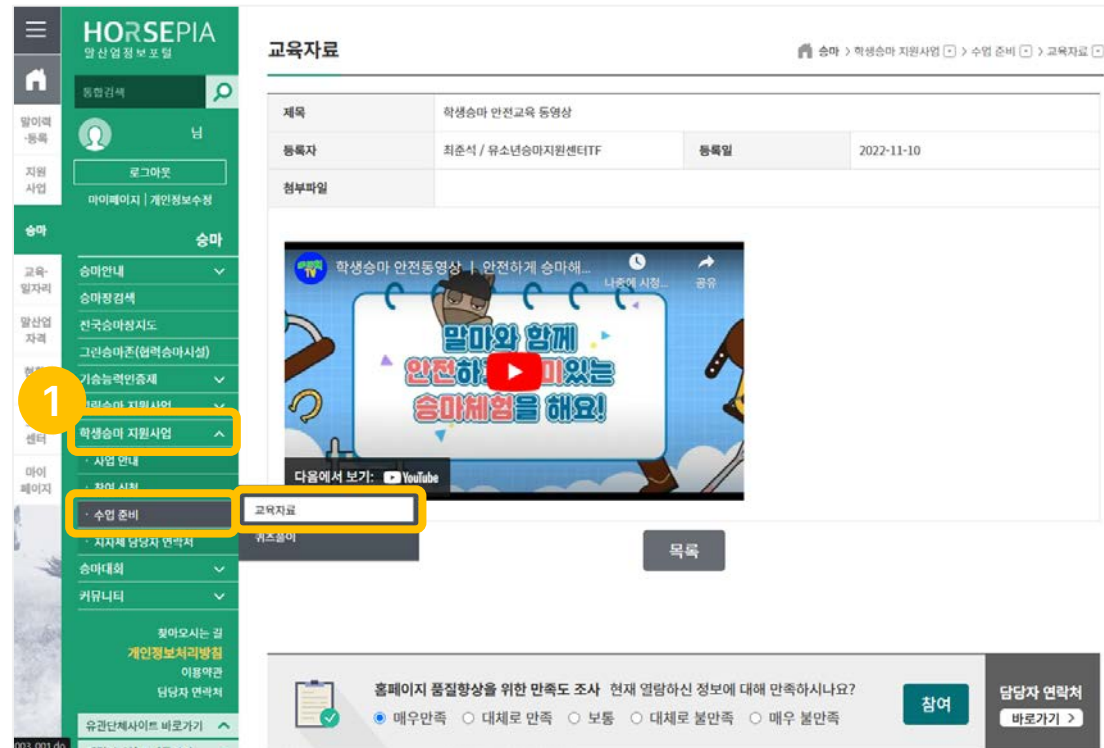 HORSEPIA
말산업정보포털
통합검색
님
로그아웃
마이페이지 | 개인정보수정
말이력
·등록
지원
사업
승마
교육·
일자리
말산업
자격
센터
마이
페이지
승마
승마안내
승마장검색
전국승마장지도
그린승마존(협력승마시설)
기승능력인증제
1
학생승마 지원사업
· 사업 안내
· 참여 신청
· 수업 준비
교육자료
퀴즈풀이
· 지자체 담당자 연락처
승마대회
커뮤니티
찾아오시는 길
개인정보처리방침
이용약관
담당자 연락처
유관단체사이트 바로가기
003_001.do
교육자료
승마 > 학생승마 지원사업 > 수업 준비 > 교육자료
제목 학생승마 안전교육 동영상
등록자 최준석 / 유소년승마지원센터TF 등록일 2022-11-10
첨부파일
학생승마 안전동영상 | 안전하게 승마해...
나중에 시청...
공유
말마와 함께
안전하 미있는
승마체험을 해요!
다음에서 보기: YouTube
목록
홈페이지 품질향상을 위한 만족도 조사 현재 열람하신 정보에 대해 만족하시나요?
매우만족 대체로 만족 보통 대체로 불만족 매우 불만족
참여
담당자 연락처
바로가기 >